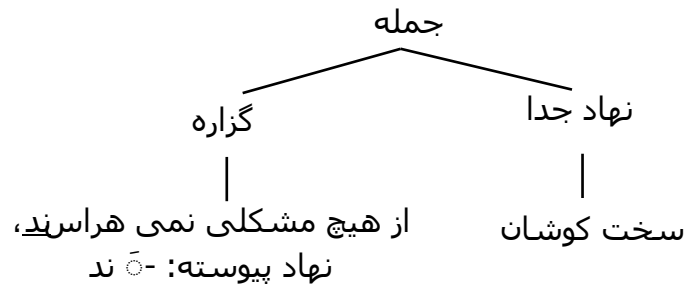 جمله
نهاد جدا
گزاره
سخت کوشان
از هیچ مشکلی نمی هراسند،
نهاد پیوسته: -َ ند